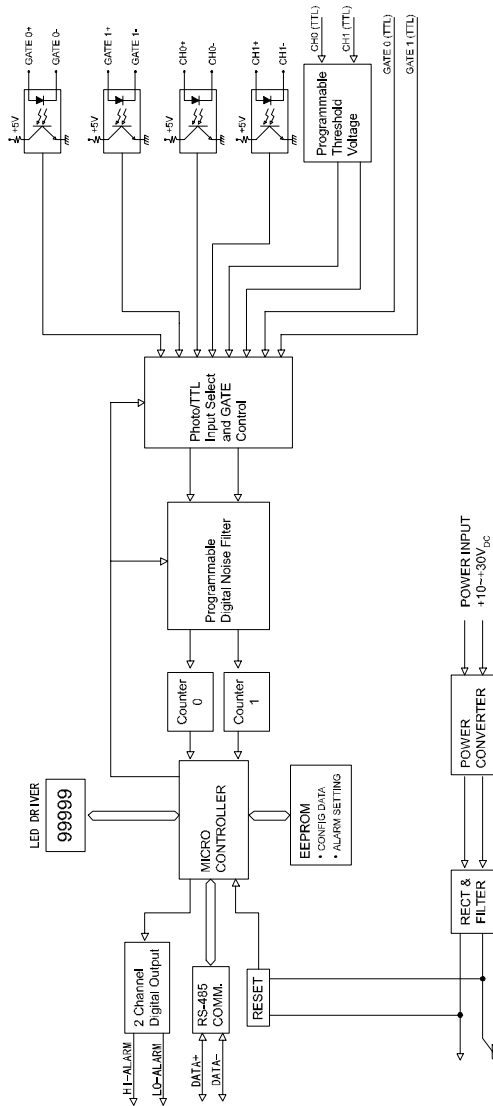 GATE 0+
GATE 0-
+5V
GATE 1+
GATE 1-
+5V
CH0+
CH0-
+5V
CH1+
CH1-
+5V
CH0 (TTL)
CH1 (TTL)
GATE 0 (TTL)
GATE 1 (TTL)
Programmable
Threshold
Voltage
Photo/TTL
Input Select
and GATE
Control
Programmable
Digital Noise Filter
Counter
0
Counter
1
LED DRIVER
99999
MICRO
CONTROLLER
EEPROM
• CONFIG DATA
• ALARM SETTING
2 Channel
Digital Output
HI-ALARM
LO-ALARM
RS-485
COMM.
DATA+
DATA-
RESET
POWER INPUT
+10~+30VDC
POWER
CONVERTER
RECT &
FILTER